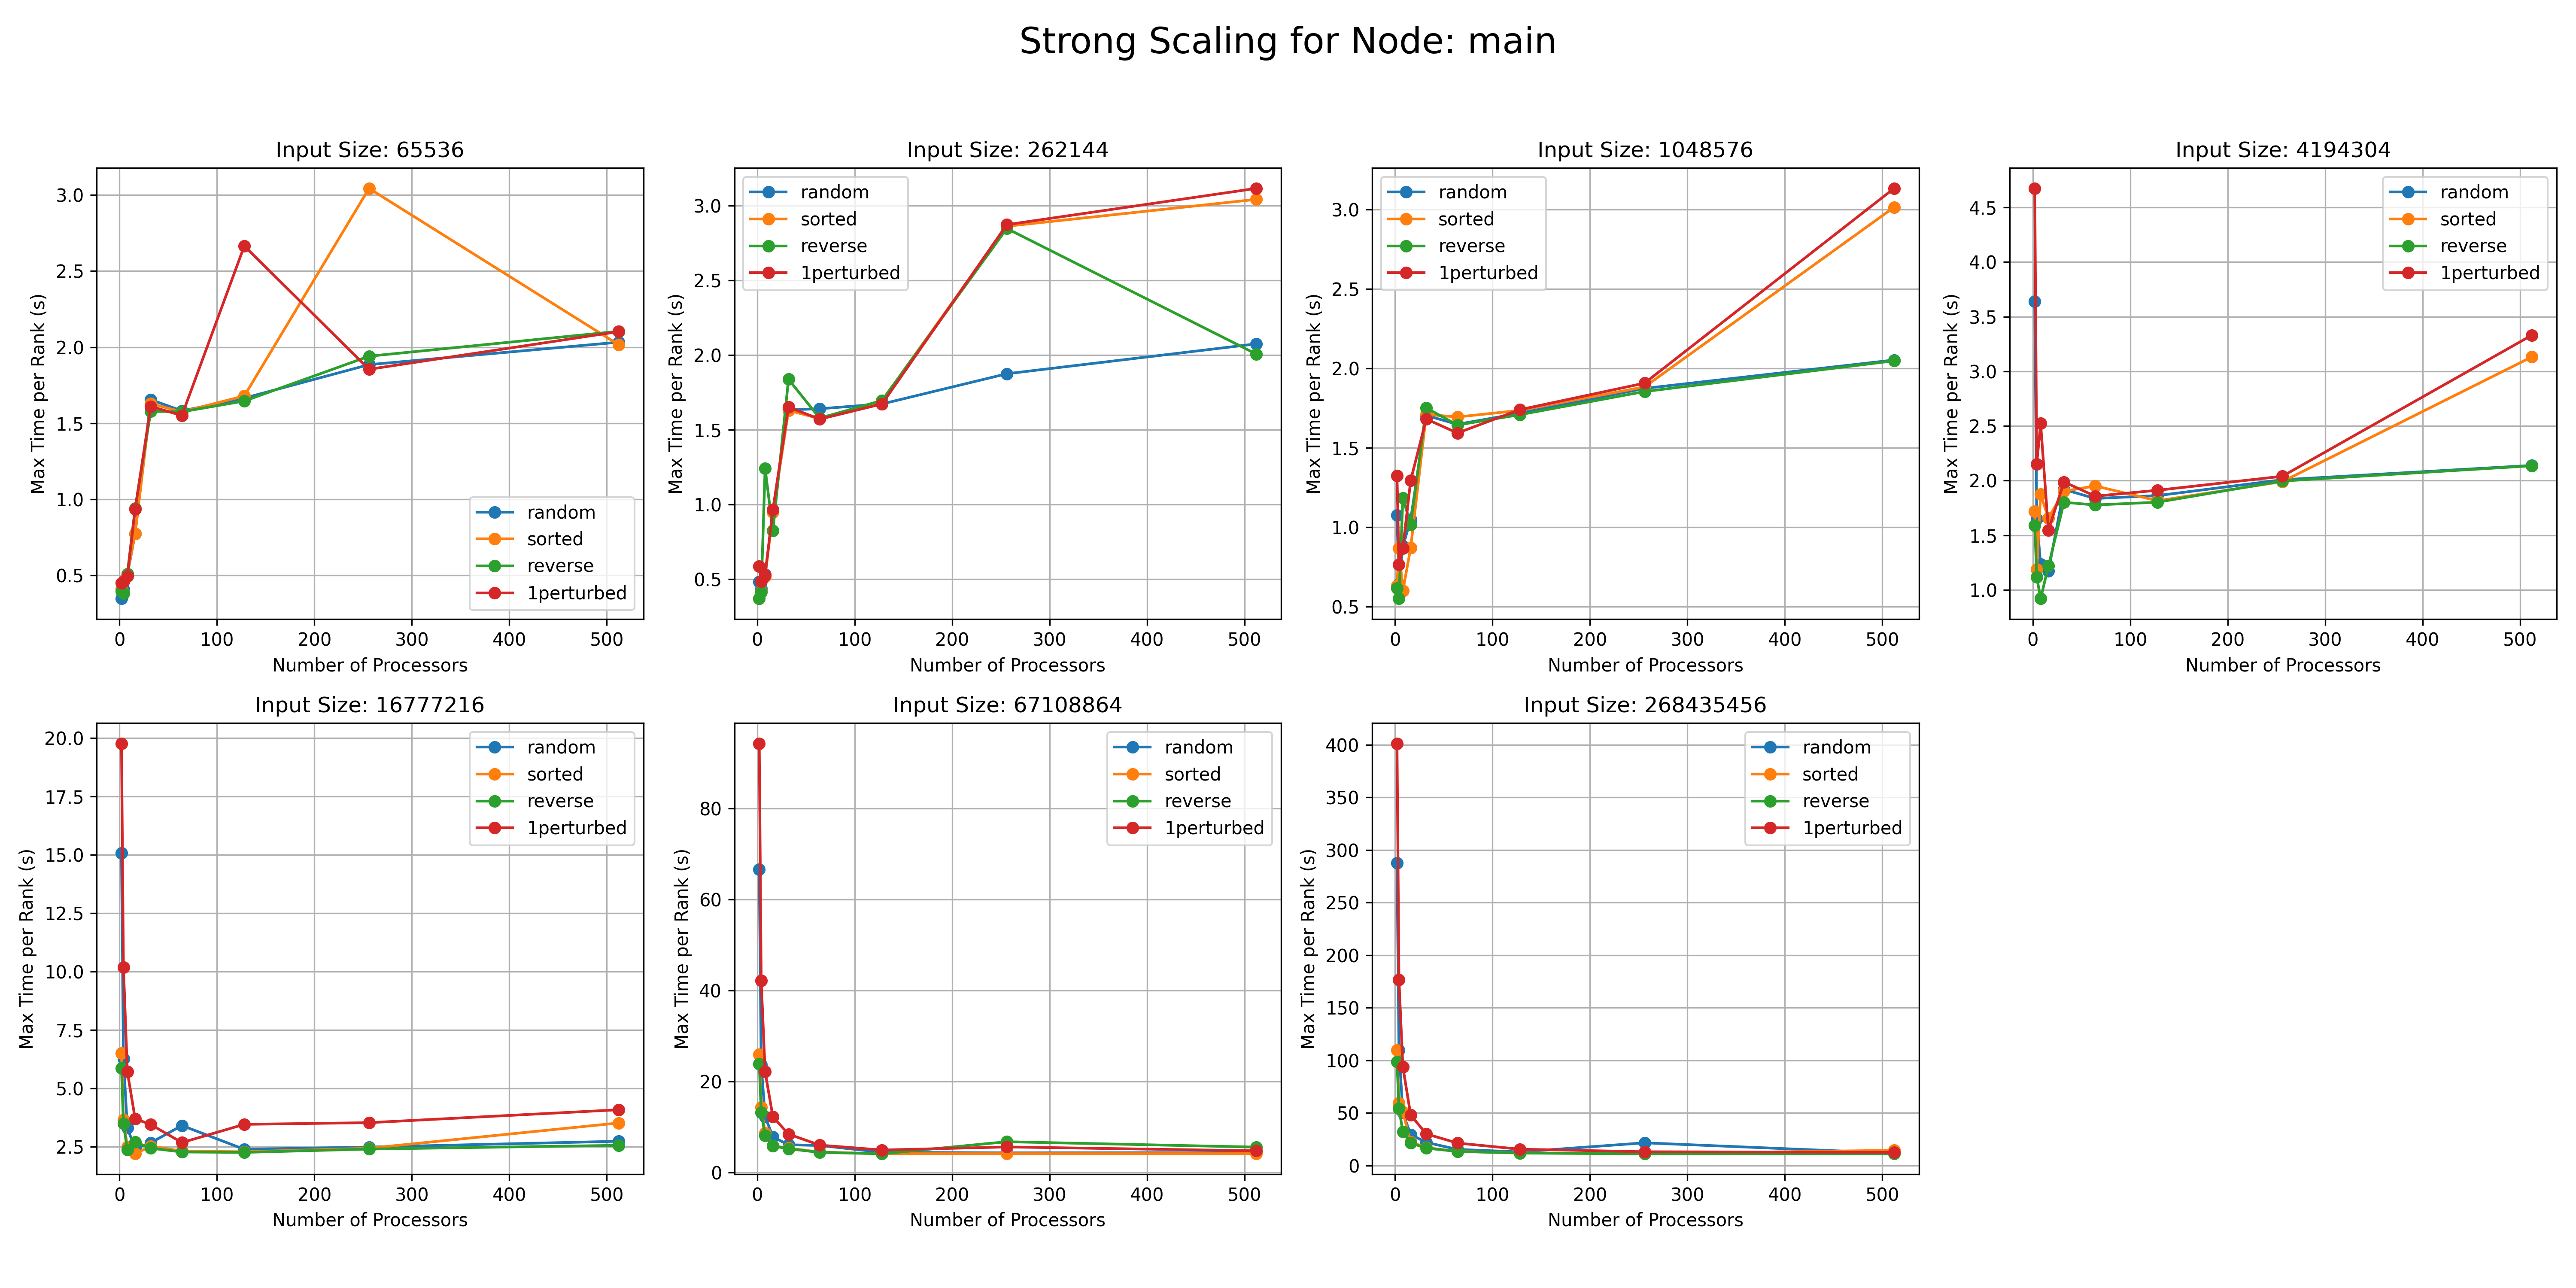 Strong Scaling for Node: main
Input Size: 65536
Max Time per Rank (s)
3.0
2.5
2.0
1.5
1.0
0.5
random
sorted
reverse
1perturbed
0 100 200 300 400 500
Number of Processors
Input Size: 262144
Max Time per Rank (s)
3.0
2.5
2.0
1.5
1.0
0.5
random
sorted
reverse
1perturbed
0 100 200 300 400 500
Number of Processors
Input Size: 1048576
Max Time per Rank (s)
3.0
2.5
2.0
1.5
1.0
0.5
random
sorted
reverse
1perturbed
0 100 200 300 400 500
Number of Processors
Input Size: 4194304
Max Time per Rank (s)
4.5
4.0
3.5
3.0
2.5
2.0
1.5
1.0
random
sorted
reverse
1perturbed
0 100 200 300 400 500
Number of Processors
Input Size: 16777216
Max Time per Rank (s)
20.0
17.5
15.0
12.5
10.0
7.5
5.0
2.5
random
sorted
reverse
1perturbed
0 100 200 300 400 500
Number of Processors
Input Size: 67108864
Max Time per Rank (s)
80
60
40
20
0
random
sorted
reverse
1perturbed
0 100 200 300 400 500
Number of Processors
Input Size: 268435456
Max Time per Rank (s)
400
350
300
250
200
150
100
50
0
random
sorted
reverse
1perturbed
0 100 200 300 400 500
Number of Processors